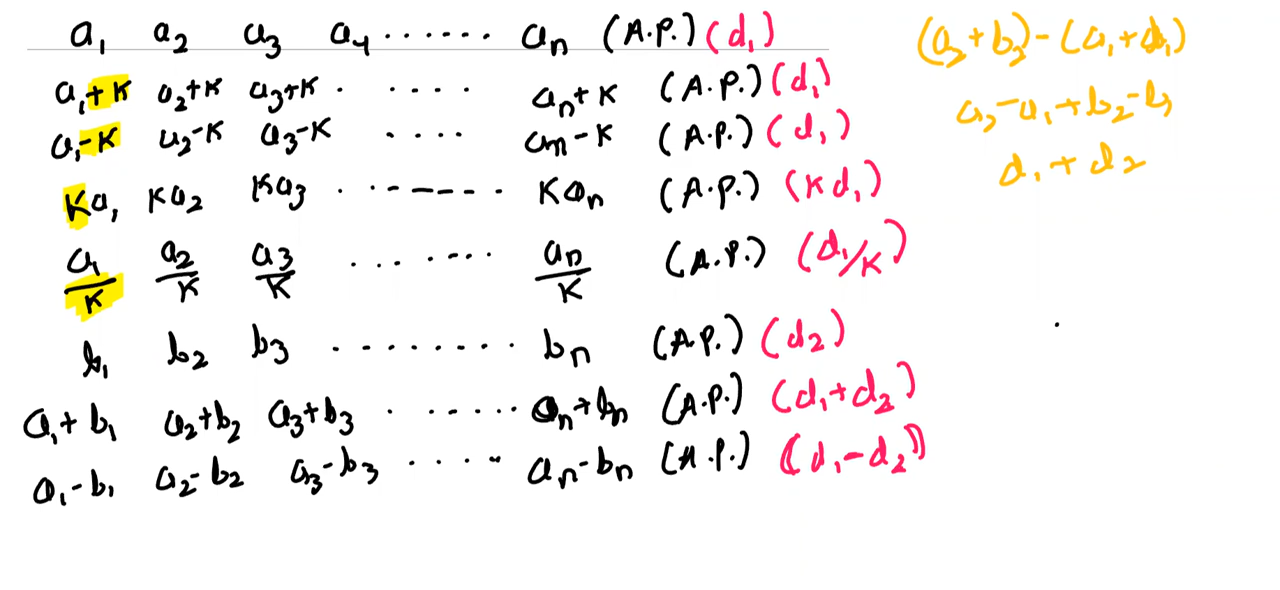 a₁ a₂ a₃ a₄ ....... aₙ (A.P.) (d₁)
a₁+K a₂+K a₃+K . .... aₙ+K (A.P.) (d₁)
a₁-K a₂-K a₃-K .... aₙ-K (A.P.) (d₁)
Ka₁ Ka₂ Ka₃ ........ Kaₙ (A.P.) (Kd₁)
a₁/K a₂/K a₃/K ... .... aₙ/K (A.P.) (d₁/K)
b₁ b₂ b₃ ......... bₙ (A.P.) (d₂)
a₁+b₁ a₂+b₂ a₃+b₃ ....... aₙ+bₙ (A.P.) (d₁+d₂)
a₁-b₁ a₂-b₂ a₃-b₃ ...... aₙ-bₙ (A.P.) (d₁-d₂)
(a₂+b₂)-(a₁+b₁)
a₂-a₁+b₂-b₁
d₁+d₂